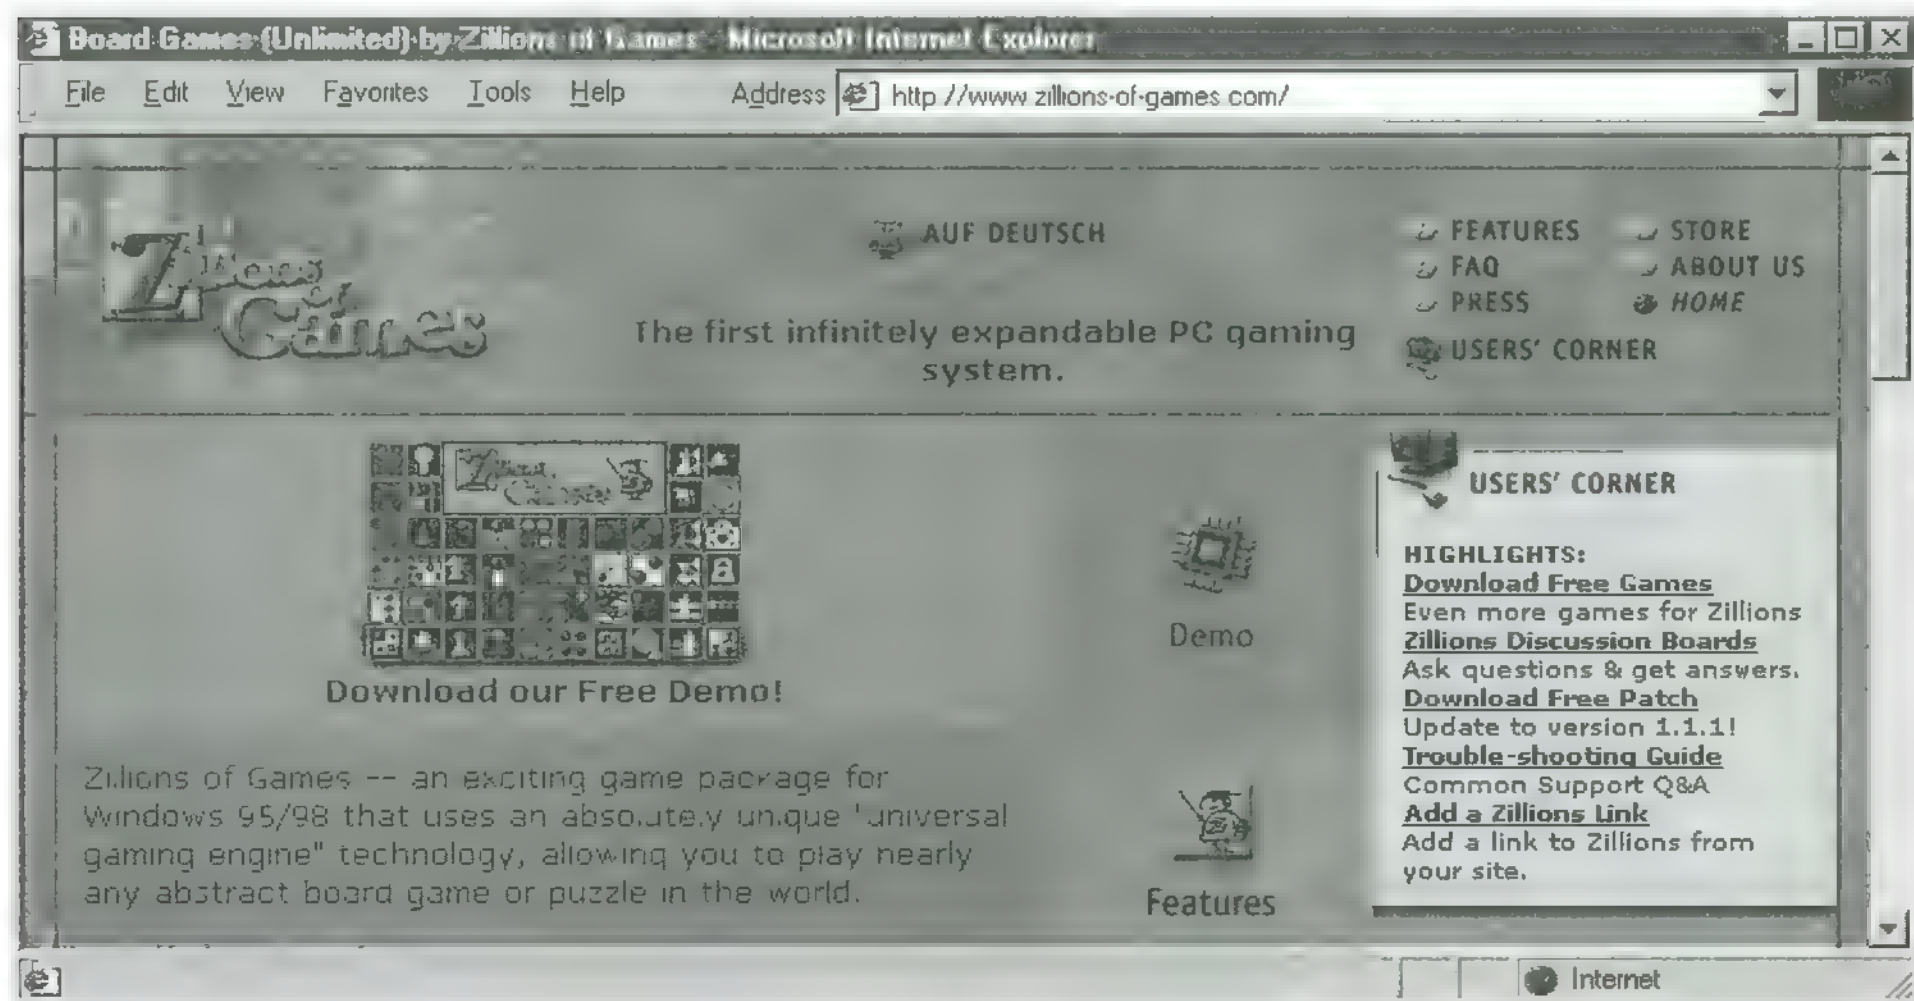 Board Games (Unlimited) by Zillions of Games - Microsoft Internet Explorer
File Edit View Favorites Tools Help Address http //www zillions-of-games com/
Zillions of Games
AUF DEUTSCH
FEATURES STORE
FAQ ABOUT US
PRESS HOME
USERS' CORNER
The first infinitely expandable PC gaming
system.
Zillions of Games
Download our Free Demo!
Zillions of Games -- an exciting game package for
Windows 95/98 that uses an absolutely unique "universal
gaming engine" technology, allowing you to play nearly
any abstract board game or puzzle in the world.
Demo
Features
USERS' CORNER
HIGHLIGHTS:
Download Free Games
Even more games for Zillions
Zillions Discussion Boards
Ask questions & get answers.
Download Free Patch
Update to version 1.1.1!
Trouble-shooting Guide
Common Support Q&A
Add a Zillions Link
Add a link to Zillions from
your site.
Internet